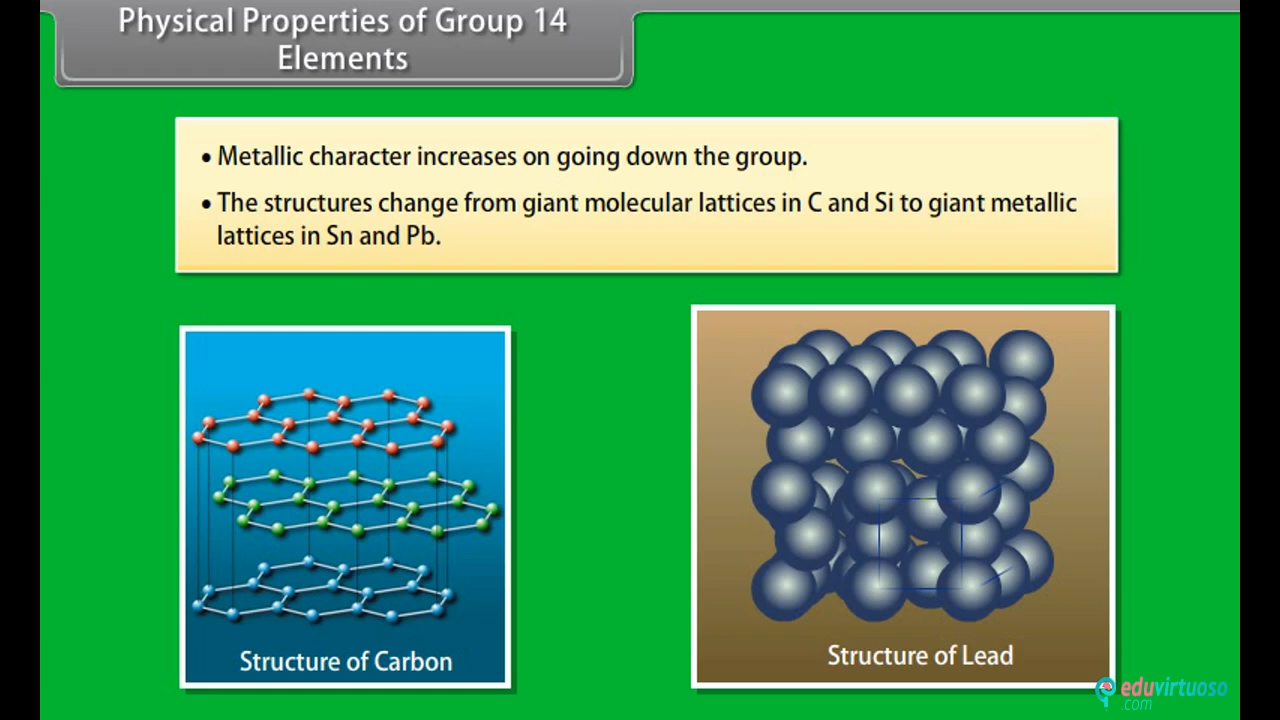 Physical Properties of Group 14
Elements
• Metallic character increases on going down the group.
• The structures change from giant molecular lattices in C and Si to giant metallic
lattices in Sn and Pb.
Structure of Carbon
Structure of Lead
eduvirtuoso
.com